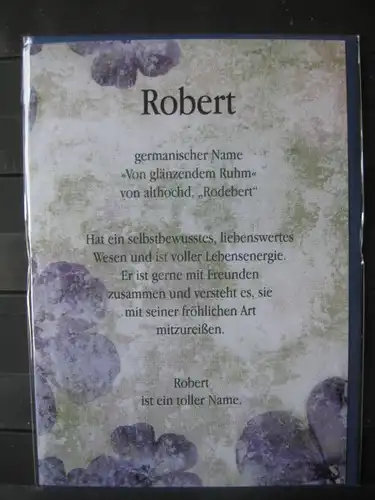 Robert
germanischer Name
»Von glänzendem Ruhm«
von althochd. „Rodebert“
Hat ein selbstbewusstes, liebenswertes
Wesen und ist voller Lebensenergie.
Er ist gerne mit Freunden
zusammen und versteht es, sie
mit seiner fröhlichen Art
mitzureißen.
Robert
ist ein toller Name.